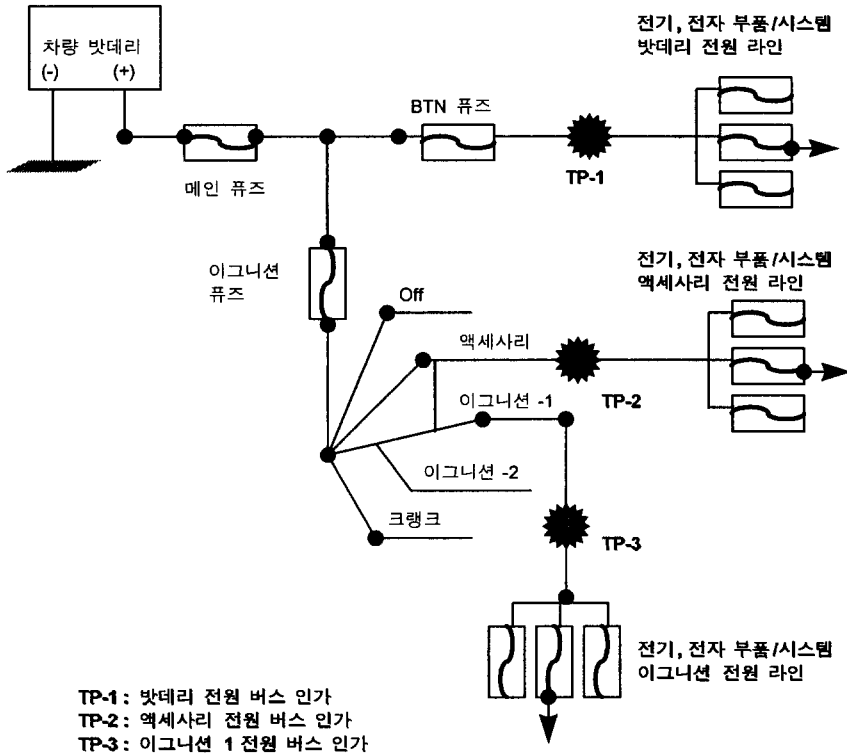 차량 밧데리
(-) (+)
메인 퓨즈
BTN 퓨즈
TP-1
전기, 전자 부품/시스템
밧데리 전원 라인
이그니션
퓨즈
Off
액세사리
TP-2
전기, 전자 부품/시스템
액세사리 전원 라인
이그니션 -1
이그니션 -2
크랭크
TP-3
전기, 전자 부품/시스템
이그니션 전원 라인
TP-1 : 밧데리 전원 버스 인가
TP-2 : 액세사리 전원 버스 인가
TP-3 : 이그니션 1 전원 버스 인가